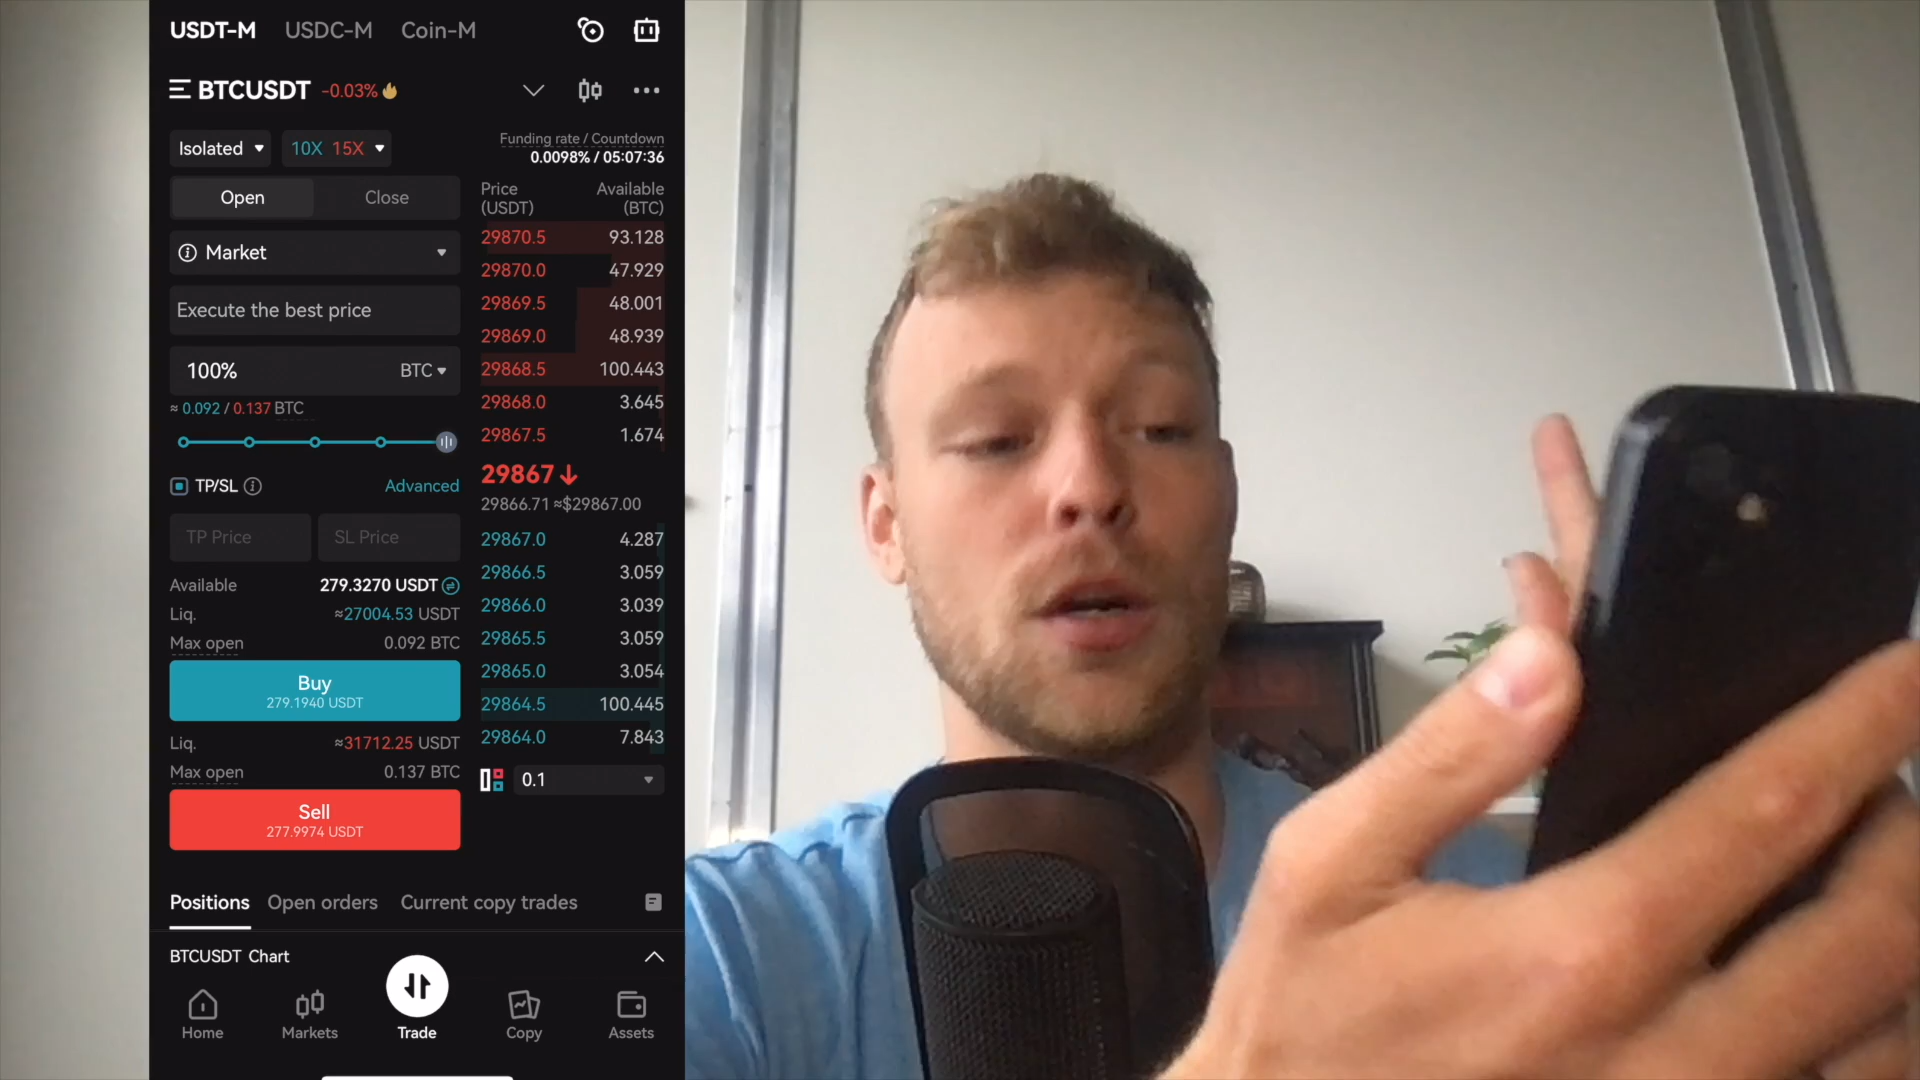 USDT-M USDC-M Coin-M
BTCUSDT -0.03%
Isolated 10X 15X
Funding rate / Countdown
0.0098% / 05:07:36
Open Close
Market
Execute the best price
100% BTC
≈ 0.092 / 0.137 BTC
TP/SL Advanced
TP Price SL Price
Available 279.3270 USDT
Liq. ≈27004.53 USDT
Max open 0.092 BTC
Buy
279.1940 USDT
Liq. ≈31712.25 USDT
Max open 0.137 BTC
Sell
277.9974 USDT
Price Available
(USDT) (BTC)
29870.5 93.128
29870.0 47.929
29869.5 48.001
29869.0 48.939
29868.5 100.443
29868.0 3.645
29867.5 1.674
29867↓
29866.71 ≈$29867.00
29867.0 4.287
29866.5 3.059
29866.0 3.039
29865.5 3.059
29865.0 3.054
29864.5 100.445
29864.0 7.843
0.1
Positions Open orders Current copy trades
BTCUSDT Chart
Home Markets Trade Copy Assets